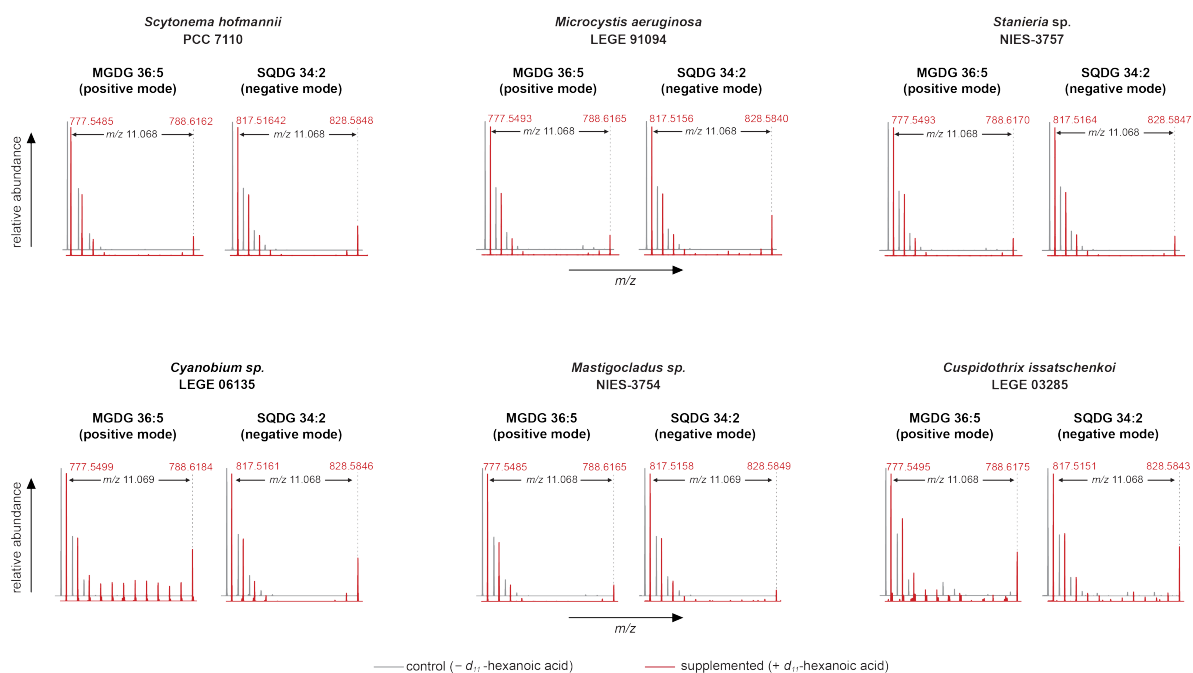 Scytonema hofmannii
PCC 7110
MGDG 36:5
(positive mode)
SQDG 34:2
(negative mode)
777.5485
788.6162
m/z 11.068
817.51642
828.5848
m/z 11.068
relative abundance
Microcystis aeruginosa
LEGE 91094
MGDG 36:5
(positive mode)
SQDG 34:2
(negative mode)
777.5493
788.6165
m/z 11.068
817.5156
828.5840
m/z 11.068
m/z
Stanieria sp.
NIES-3757
MGDG 36:5
(positive mode)
SQDG 34:2
(negative mode)
777.5493
788.6170
m/z 11.068
817.5164
828.5847
m/z 11.068
Cyanobium sp.
LEGE 06135
MGDG 36:5
(positive mode)
SQDG 34:2
(negative mode)
777.5499
788.6184
m/z 11.069
817.5161
828.5846
m/z 11.068
relative abundance
Mastigocladus sp.
NIES-3754
MGDG 36:5
(positive mode)
SQDG 34:2
(negative mode)
777.5485
788.6165
m/z 11.068
817.5158
828.5849
m/z 11.069
m/z
Cuspidothrix issatschenkoi
LEGE 03285
MGDG 36:5
(positive mode)
SQDG 34:2
(negative mode)
777.5495
788.6175
m/z 11.068
817.5151
828.5843
m/z 11.068
control (− d11-hexanoic acid)
supplemented (+ d11-hexanoic acid)